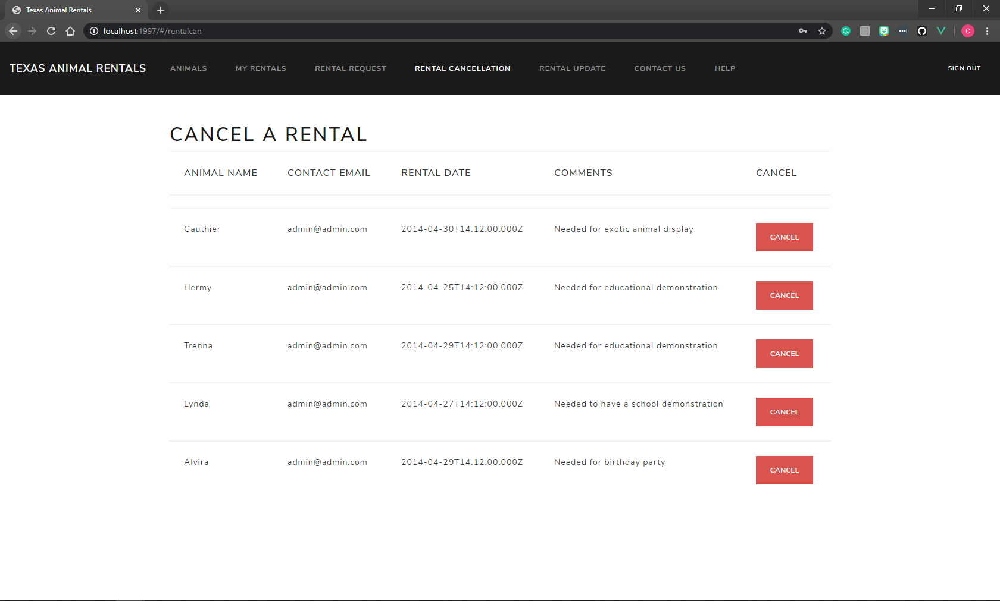 Texas Animal Rentals
localhost:1997/#/rentalcan
C
TEXAS ANIMAL RENTALS ANIMALS MY RENTALS RENTAL REQUEST RENTAL CANCELLATION RENTAL UPDATE CONTACT US HELP SIGN OUT
CANCEL A RENTAL
ANIMAL NAME CONTACT EMAIL RENTAL DATE COMMENTS CANCEL
Gauthier admin@admin.com 2014-04-30T14:12:00.000Z Needed for exotic animal display CANCEL
Hermy admin@admin.com 2014-04-25T14:12:00.000Z Needed for educational demonstration CANCEL
Trenna admin@admin.com 2014-04-29T14:12:00.000Z Needed for educational demonstration CANCEL
Lynda admin@admin.com 2014-04-27T14:12:00.000Z Needed to have a school demonstration CANCEL
Alvira admin@admin.com 2014-04-29T14:12:00.000Z Needed for birthday party CANCEL